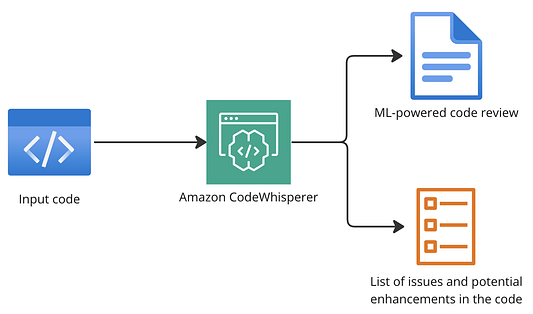 ML-powered code review
Input code
Amazon CodeWhisperer
List of issues and potential
enhancements in the code